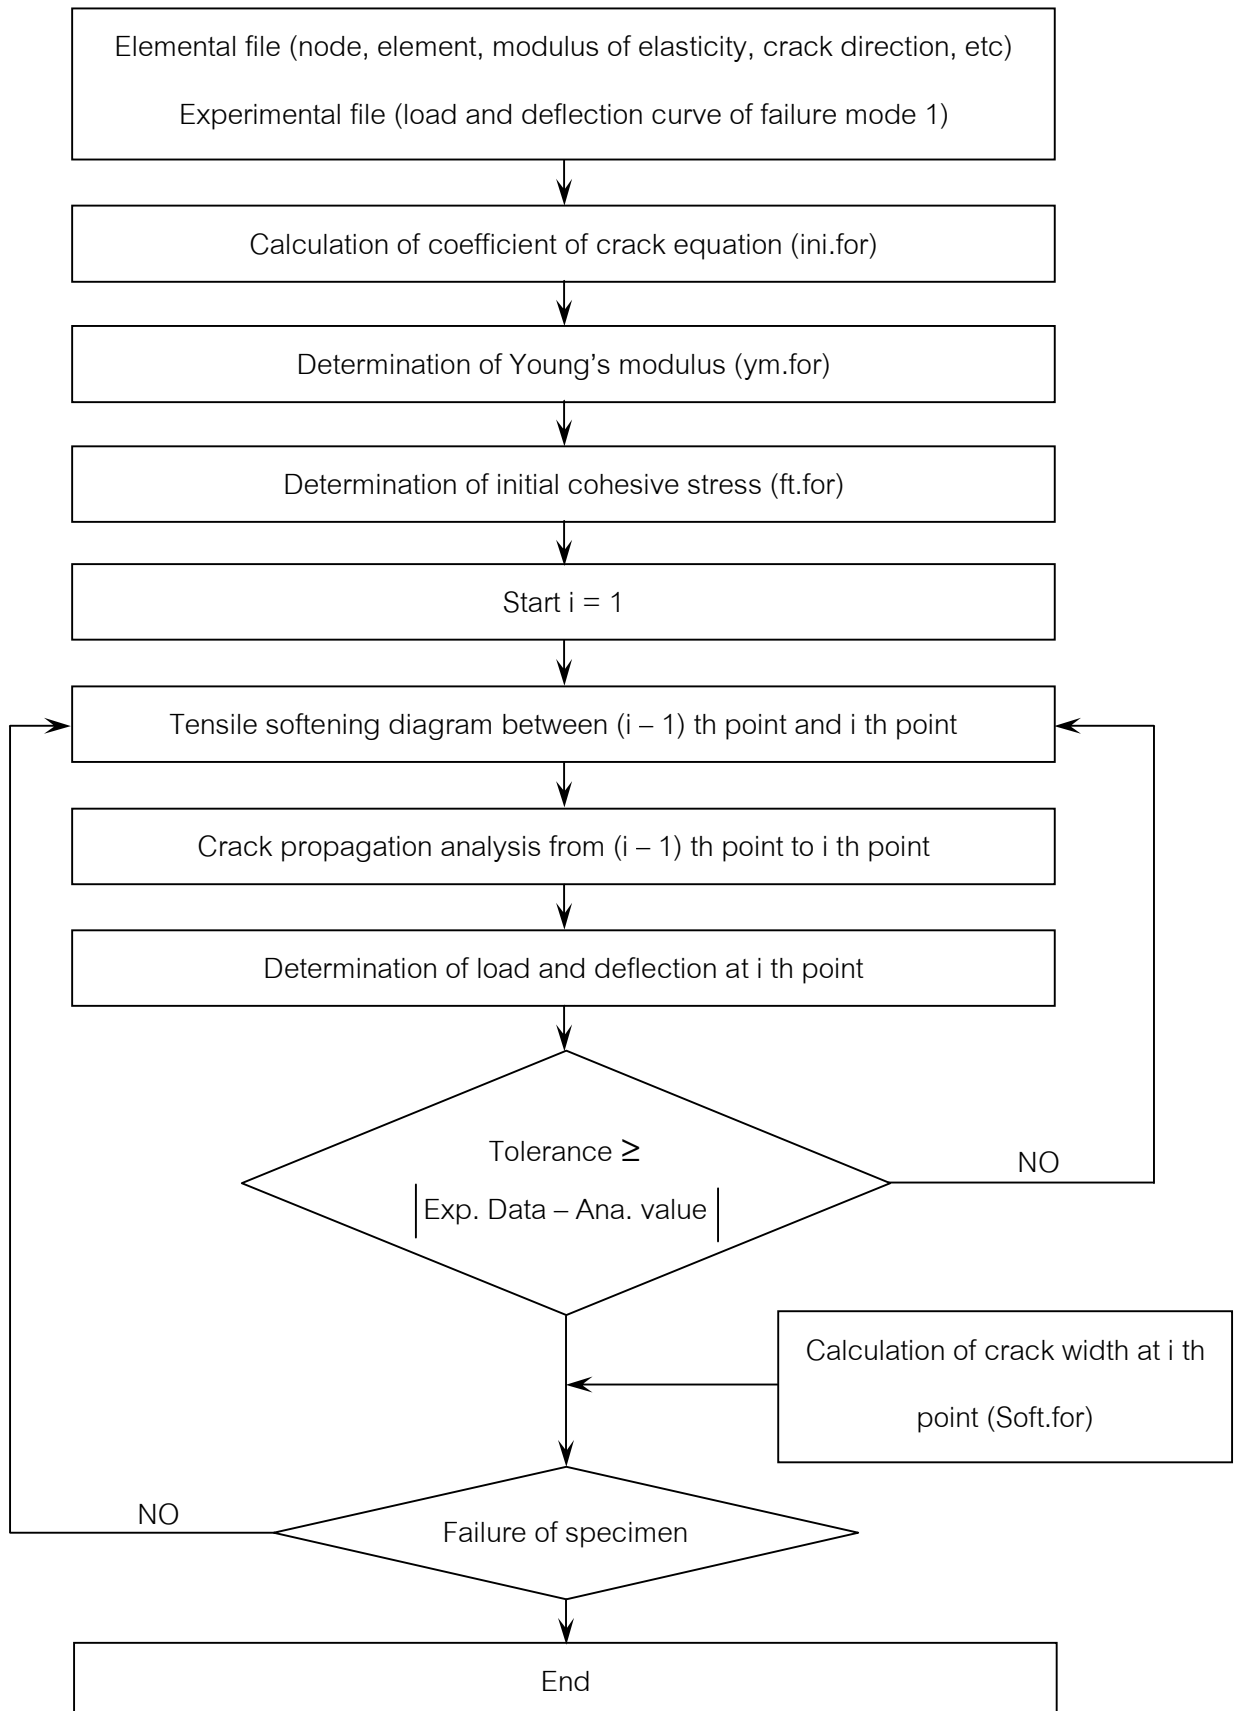 Elemental file (node, element, modulus of elasticity, crack direction, etc)
Experimental file (load and deflection curve of failure mode 1)
Calculation of coefficient of crack equation (ini.for)
Determination of Young’s modulus (ym.for)
Determination of initial cohesive stress (ft.for)
Start i = 1
Tensile softening diagram between (i – 1) th point and i th point
Crack propagation analysis from (i – 1) th point to i th point
Determination of load and deflection at i th point
Tolerance ≥
|Exp. Data – Ana. value|
NO
Calculation of crack width at i th
point (Soft.for)
NO
Failure of specimen
End